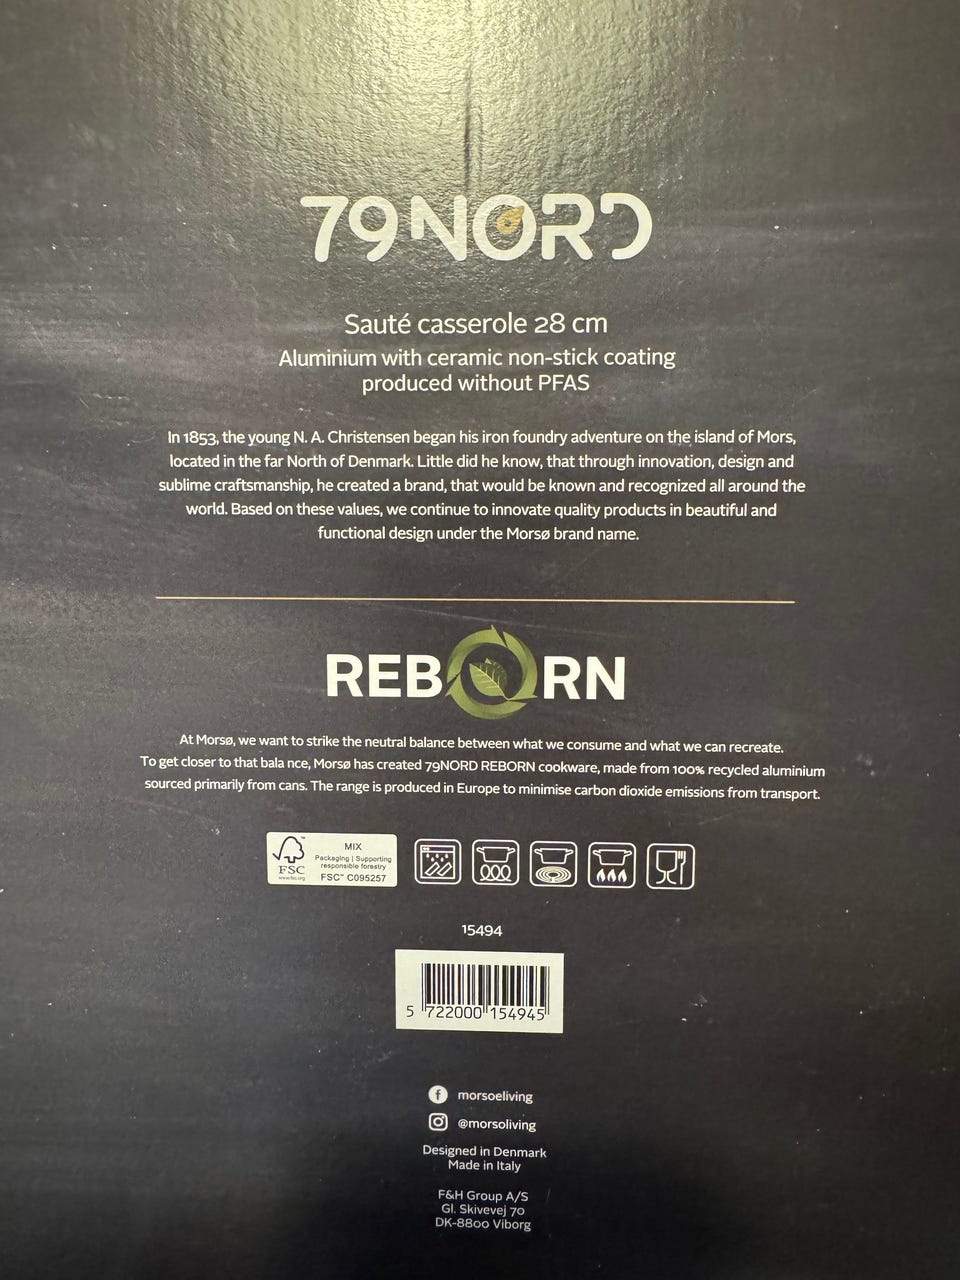 79NORD
Sauté casserole 28 cm
Aluminium with ceramic non-stick coating
produced without PFAS
In 1853, the young N. A. Christensen began his iron foundry adventure on the island of Mors,
located in the far North of Denmark. Little did he know, that through innovation, design and
sublime craftsmanship, he created a brand, that would be known and recognized all around the
world. Based on these values, we continue to innovate quality products in beautiful and
functional design under the Morsø brand name.
REBORN
At Morsø, we want to strike the neutral balance between what we consume and what we can recreate.
To get closer to that bala nce, Morsø has created 79NORD REBORN cookware, made from 100% recycled aluminium
sourced primarily from cans. The range is produced in Europe to minimise carbon dioxide emissions from transport.
FSC™
www.fsc.org
MIX
Packaging | Supporting
responsible forestry
FSC™ C095257
15494
5 722000 154945
morsoeliving
@morsoliving
Designed in Denmark
Made in Italy
F&H Group A/S
Gl. Skivevej 70
DK-8800 Viborg